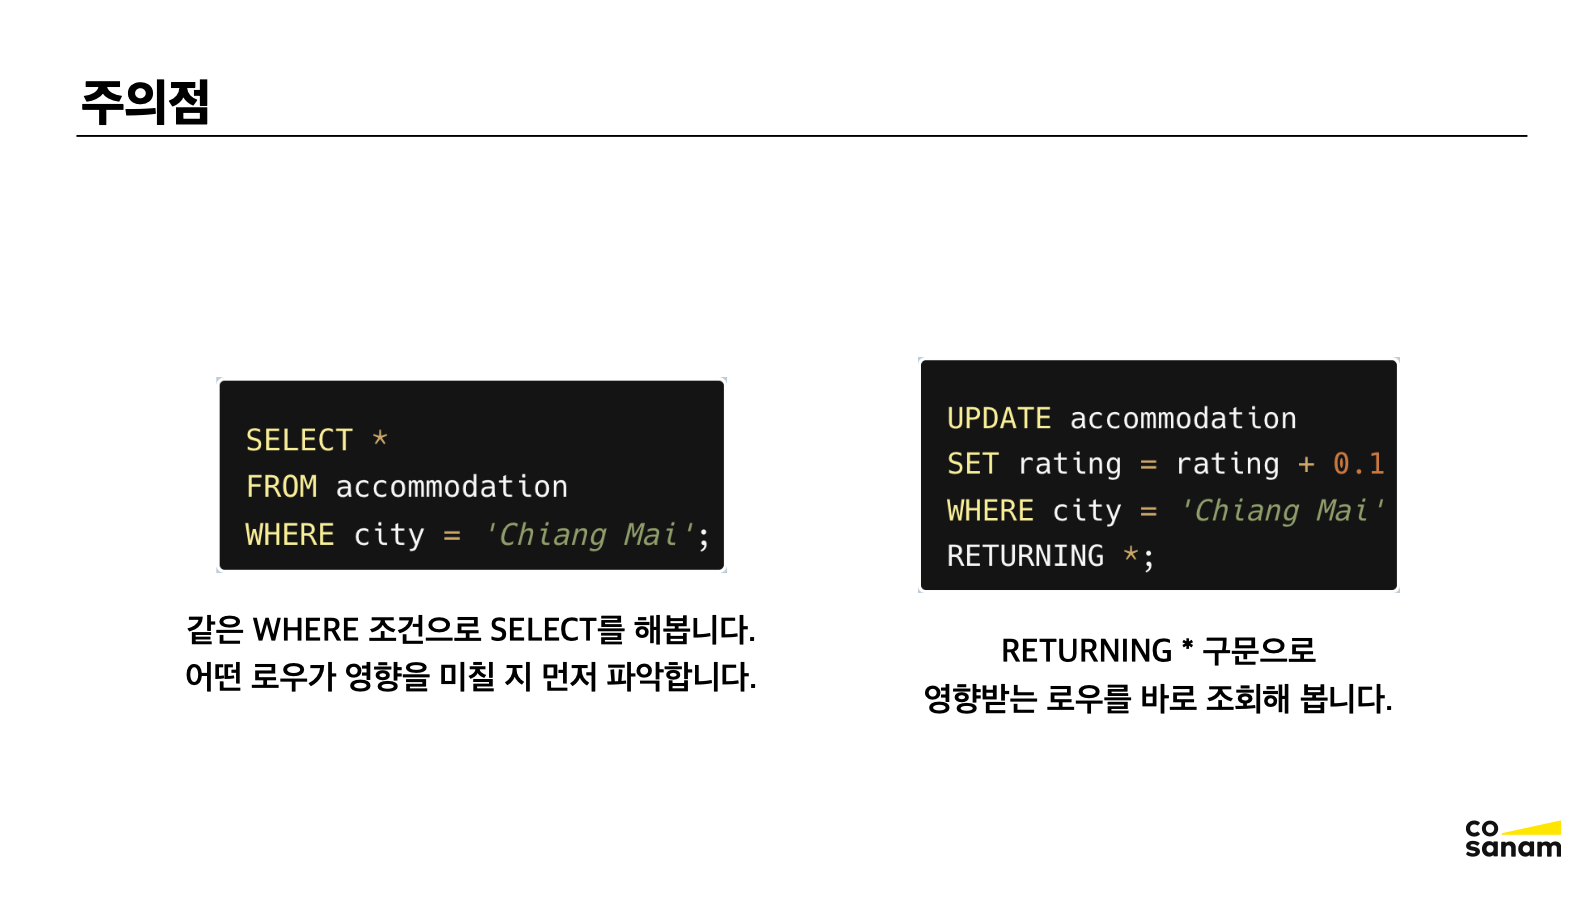 주의점
SELECT *
FROM accommodation
WHERE city = 'Chiang Mai';
같은 WHERE 조건으로 SELECT를 해봅니다.
어떤 로우가 영향을 미칠 지 먼저 파악합니다.
UPDATE accommodation
SET rating = rating + 0.1
WHERE city = 'Chiang Mai'
RETURNING *;
RETURNING * 구문으로
영향받는 로우를 바로 조회해 봅니다.
co
sanam